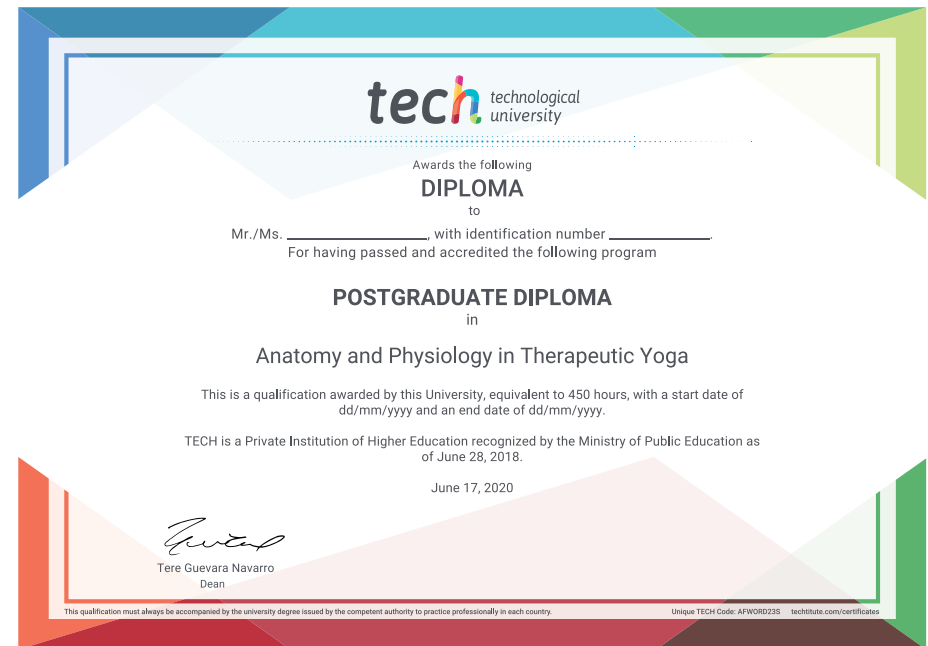 tech technological
university
Awards the following
DIPLOMA
to
Mr./Ms. ________________, with identification number ____________.
For having passed and accredited the following program
POSTGRADUATE DIPLOMA
in
Anatomy and Physiology in Therapeutic Yoga
This is a qualification awarded by this University, equivalent to 450 hours, with a start date of
dd/mm/yyyy and an end date of dd/mm/yyyy.
TECH is a Private Institution of Higher Education recognized by the Ministry of Public Education as
of June 28, 2018.
June 17, 2020
Tere Guevara Navarro
Dean
This qualification must always be accompanied by the university degree issued by the competent authority to practice professionally in each country.
Unique TECH Code: AFWORD23S techtitute.com/certificates